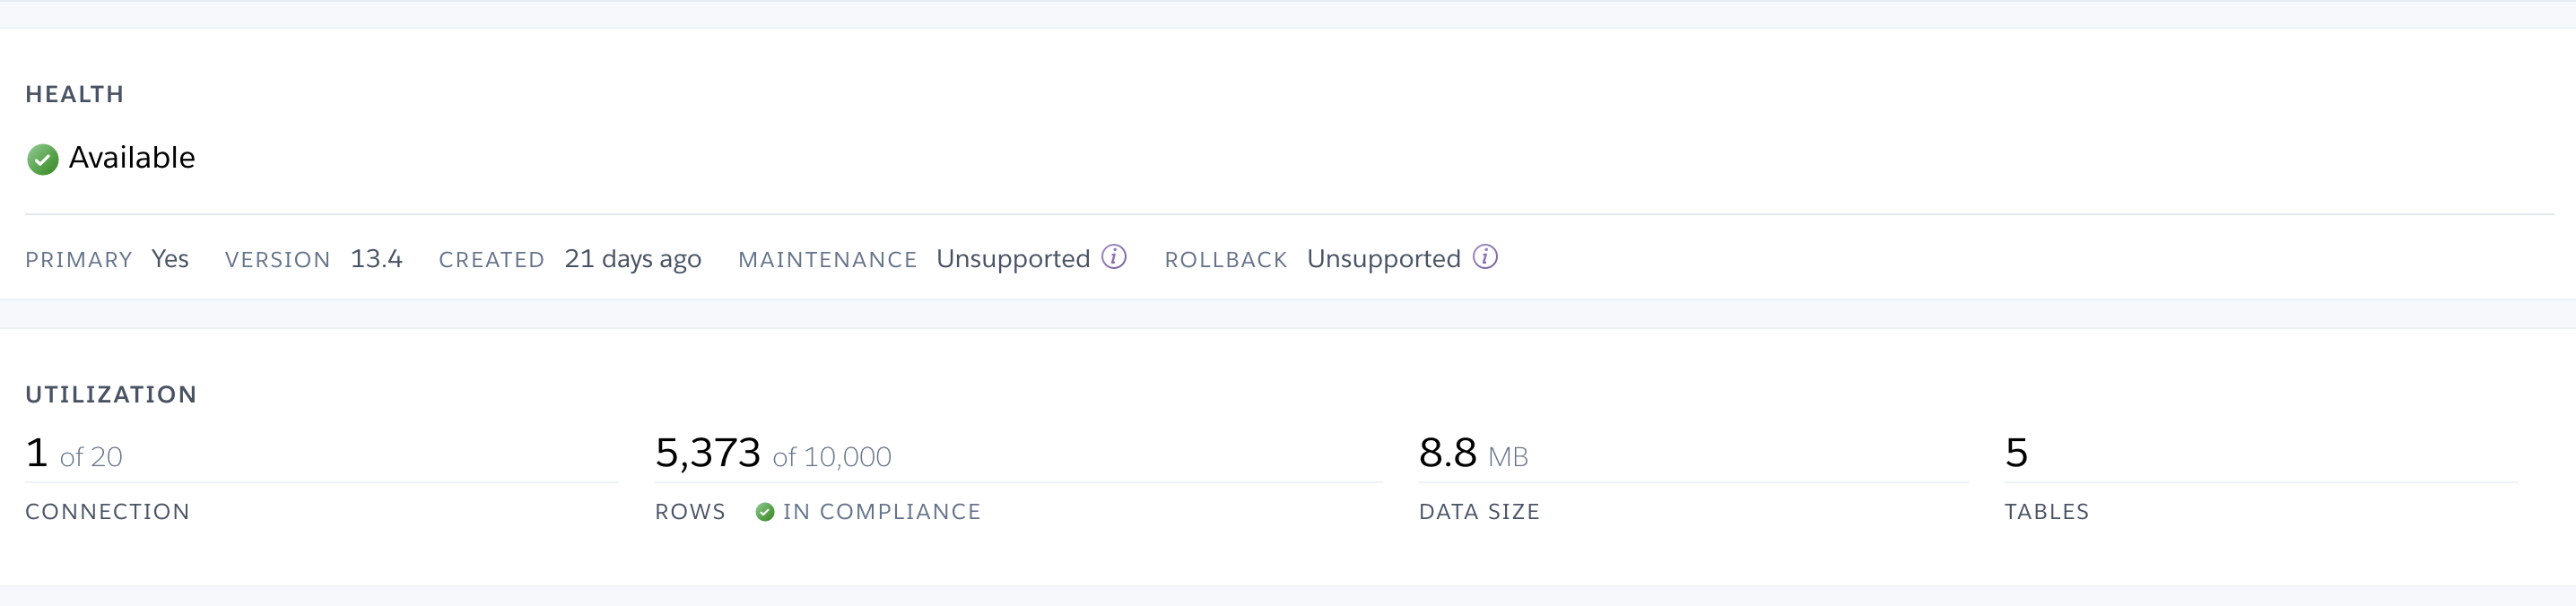 HEALTH
Available
PRIMARY Yes VERSION 13.4 CREATED 21 days ago MAINTENANCE Unsupported ROLLBACK Unsupported
UTILIZATION
1 of 20 5,373 of 10,000 8.8 MB 5
CONNECTION ROWS IN COMPLIANCE DATA SIZE TABLES